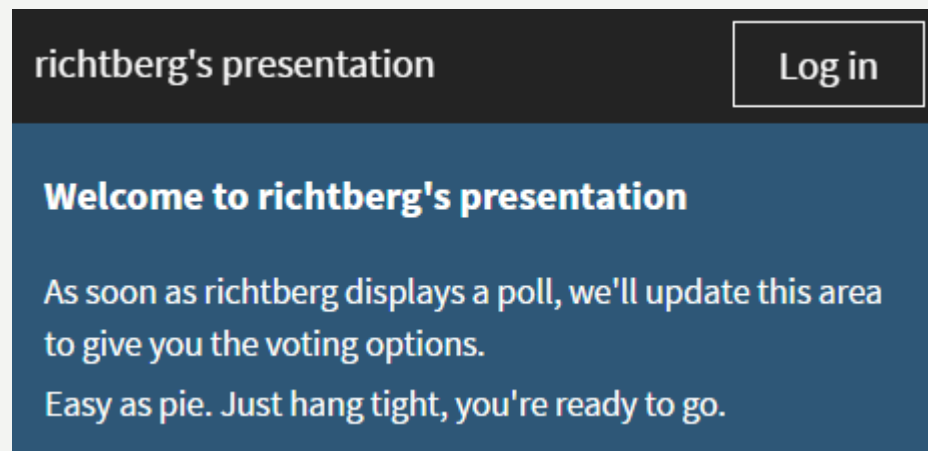 richtberg's presentation
Log in
Welcome to richtberg's presentation
As soon as richtberg displays a poll, we'll update this area
to give you the voting options.
Easy as pie. Just hang tight, you're ready to go.